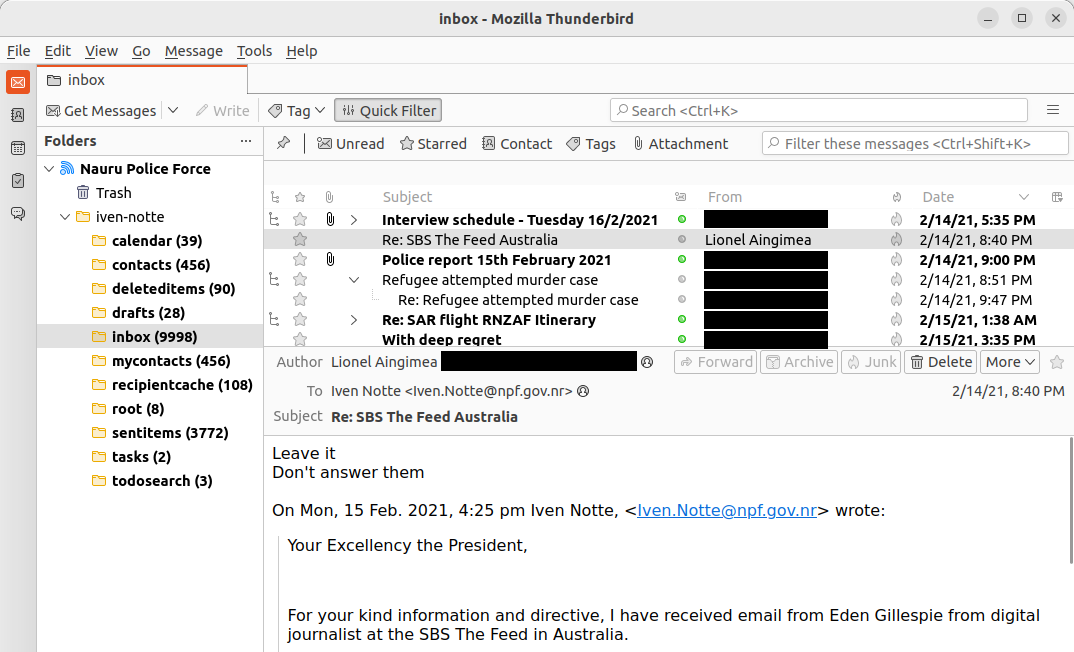 inbox - Mozilla Thunderbird
File Edit View Go Message Tools Help
inbox
Get Messages Write Tag Quick Filter Search <Ctrl+K>
Folders ...
Unread Starred Contact Tags Attachment Filter these messages <Ctrl+Shift+K>
Nauru Police Force
Trash
iven-notte
calendar (39)
contacts (456)
deleteditems (90)
drafts (28)
inbox (9998)
mycontacts (456)
recipientcache (108)
root (8)
sentitems (3772)
tasks (2)
todosearch (3)
Subject From Date
Interview schedule - Tuesday 16/2/2021 2/14/21, 5:35 PM
Re: SBS The Feed Australia Lionel Aingimea 2/14/21, 8:40 PM
Police report 15th February 2021 2/14/21, 9:00 PM
Refugee attempted murder case 2/14/21, 8:51 PM
Re: Refugee attempted murder case 2/14/21, 9:47 PM
Re: SAR flight RNZAF Itinerary 2/15/21, 1:38 AM
With deep regret 2/15/21, 3:35 PM
Author Lionel Aingimea Forward Archive Junk Delete More
To Iven Notte <Iven.Notte@npf.gov.nr> 2/14/21, 8:40 PM
Subject Re: SBS The Feed Australia
Leave it
Don't answer them
On Mon, 15 Feb. 2021, 4:25 pm Iven Notte, <Iven.Notte@npf.gov.nr> wrote:
Your Excellency the President,
For your kind information and directive, I have received email from Eden Gillespie from digital
journalist at the SBS The Feed in Australia.